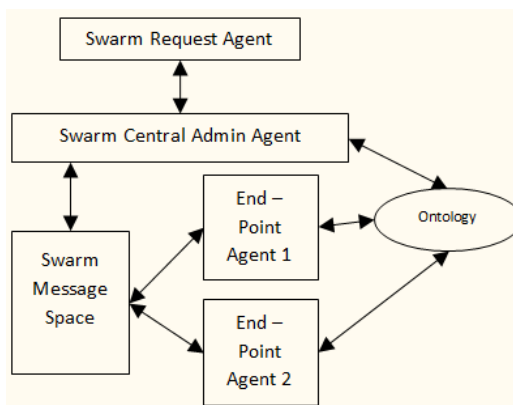 Swarm Request Agent
Swarm Central Admin Agent
End –
Point
Agent 1
Ontology
Swarm
Message
Space
End –
Point
Agent 2